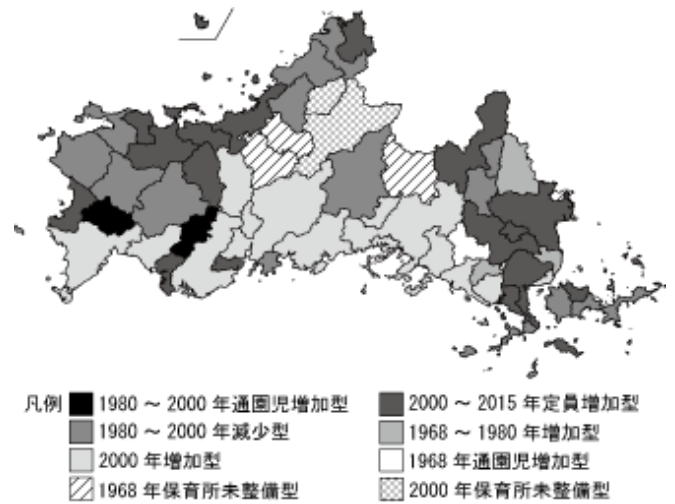 凡例 1980 ～ 2000 年通園児増加型 2000 ～ 2015 年定員増加型
1980 ～ 2000 年減少型 1968 ～ 1980 年増加型
2000 年増加型 1968 年通園児増加型
1968 年保育所未整備型 2000 年保育所未整備型